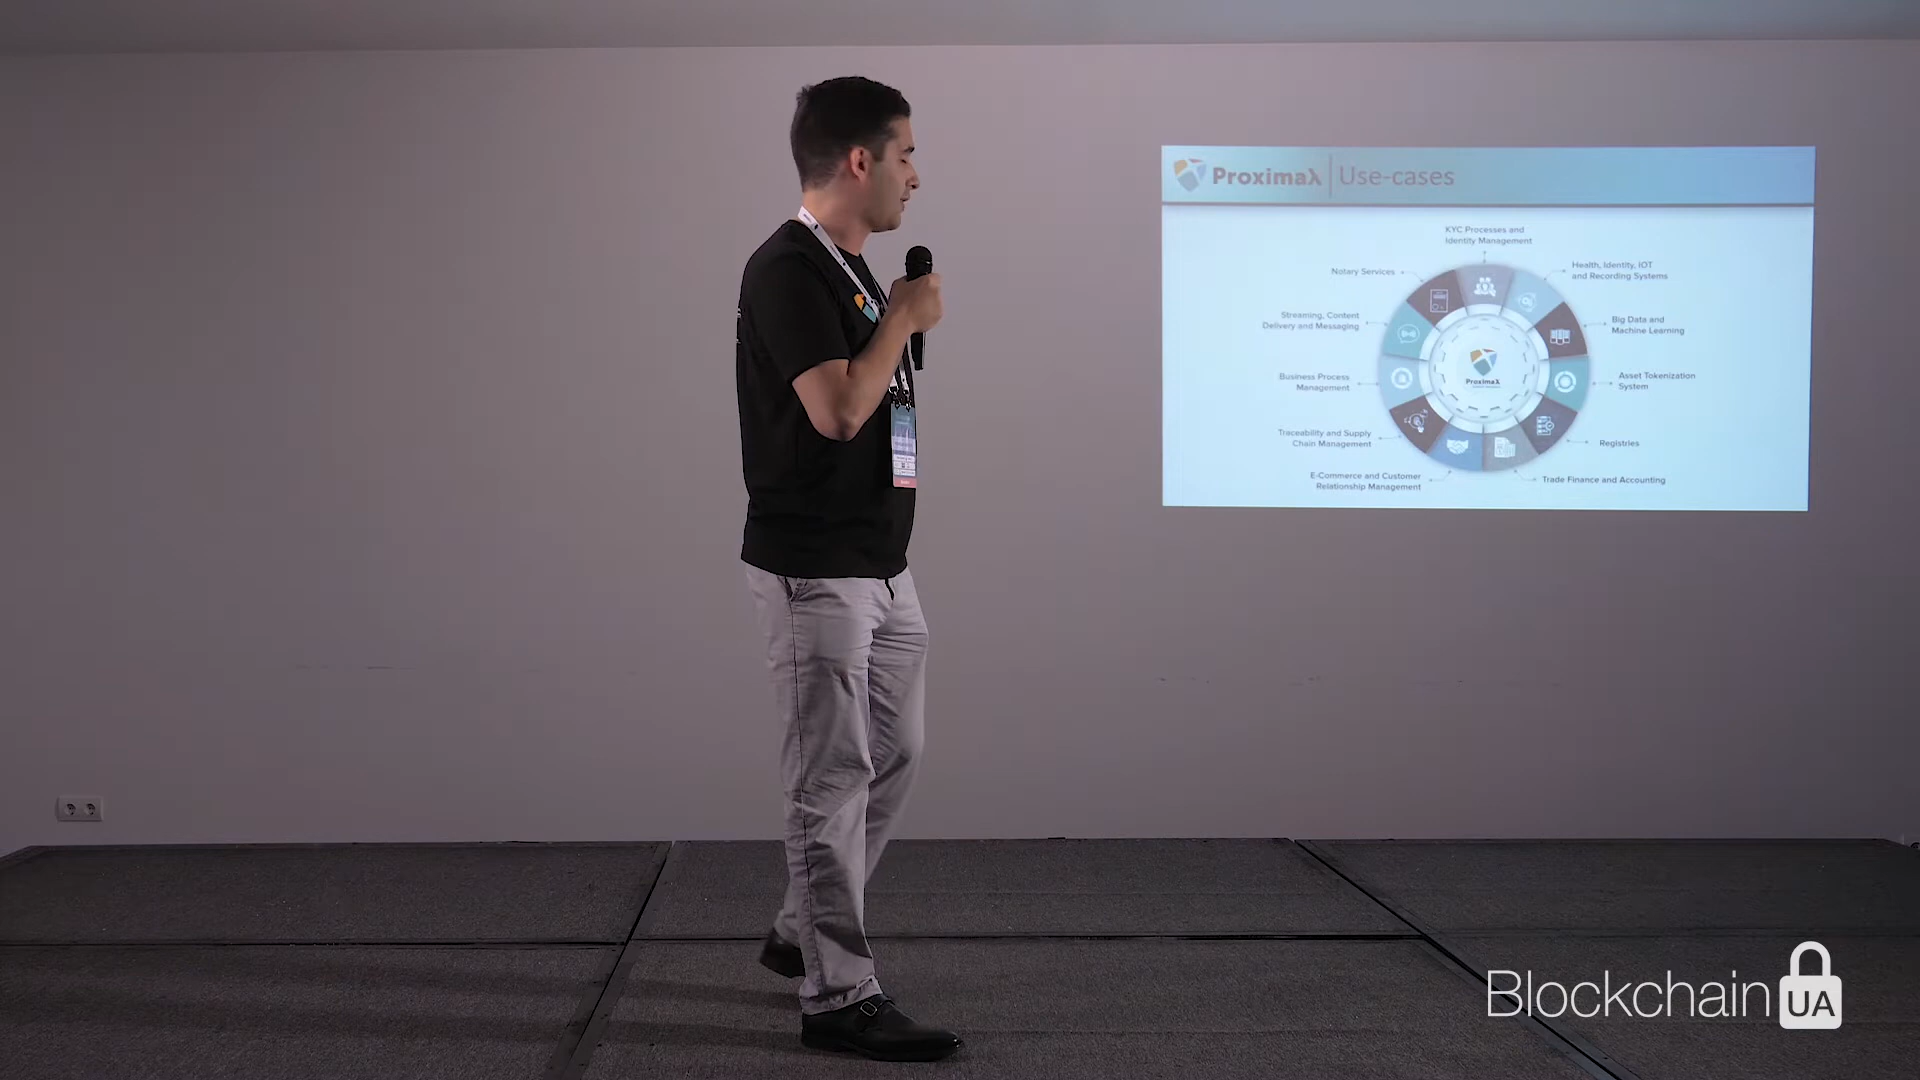 Proximaλ | Use-cases
KYC Processes and
Identity Management
Health, Identity, IOT
and Recording Systems
Notary Services
Streaming, Content
Delivery and Messaging
Big Data and
Machine Learning
Business Process
Management
Proximaλ
Asset Tokenization
System
Traceability and Supply
Chain Management
Registries
E-Commerce and Customer
Relationship Management
Trade Finance and Accounting
Blockchain UA